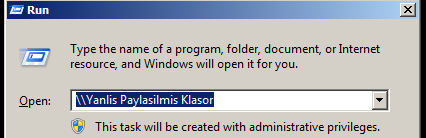 Run
Type the name of a program, folder, document, or Internet
resource, and Windows will open it for you.
Open: \\Yanlis Paylasilmis Klasor
This task will be created with administrative privileges.